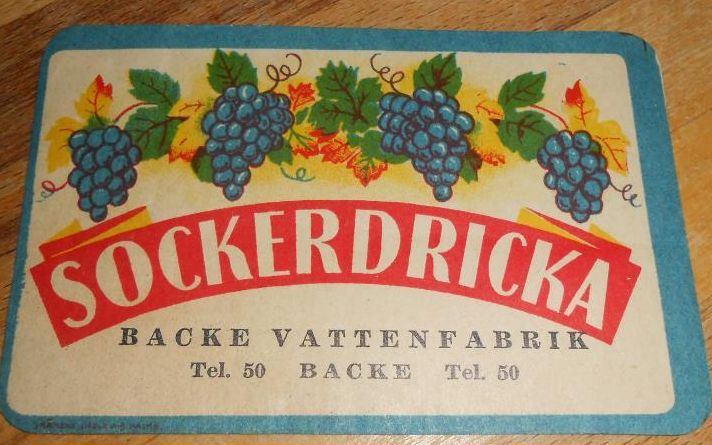 SOCKERDRICKA
BACKE VATTENFABRIK
Tel. 50 BACKE Tel. 50